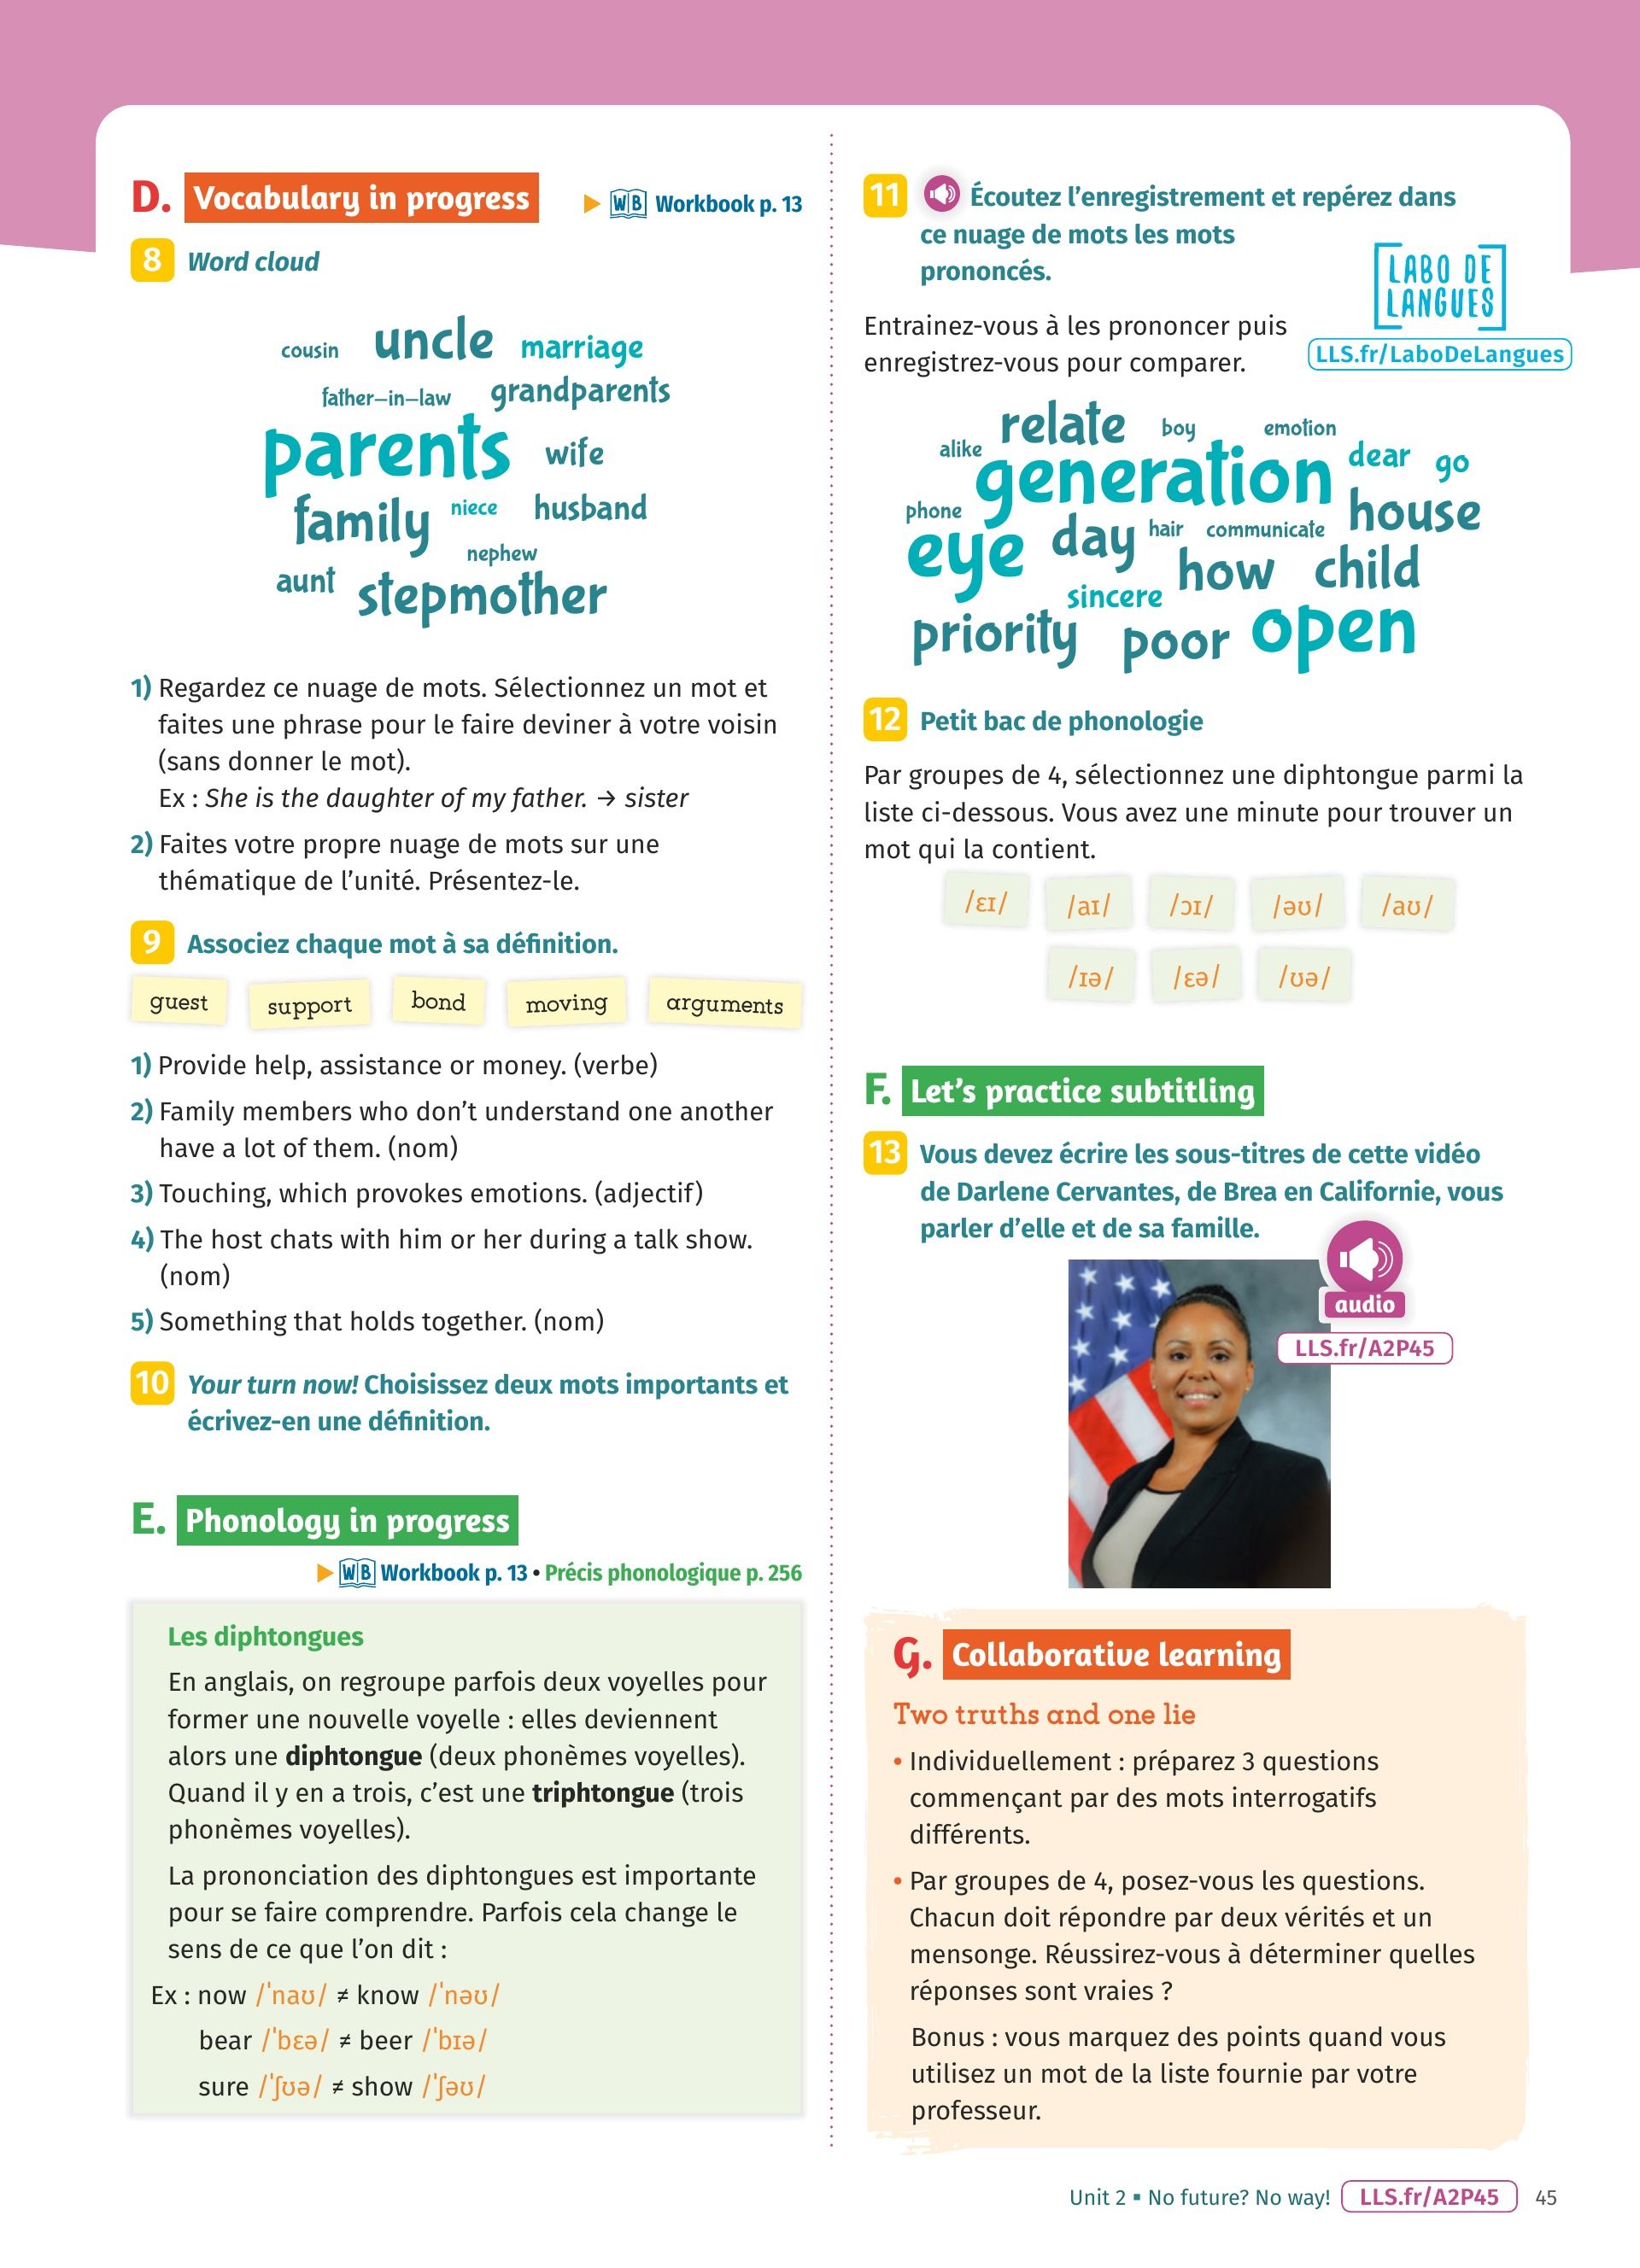 D. Vocabulary in progress
WB Workbook p. 13
8 Word cloud
cousin uncle marriage
father–in–law grandparents
parents wife
family niece husband
nephew
aunt stepmother
1) Regardez ce nuage de mots. Sélectionnez un mot et
faites une phrase pour le faire deviner à votre voisin
(sans donner le mot).
Ex : She is the daughter of my father. → sister
2) Faites votre propre nuage de mots sur une
thématique de l’unité. Présentez-le.
9 Associez chaque mot à sa définition.
guest support bond moving arguments
1) Provide help, assistance or money. (verbe)
2) Family members who don’t understand one another
have a lot of them. (nom)
3) Touching, which provokes emotions. (adjectif)
4) The host chats with him or her during a talk show.
(nom)
5) Something that holds together. (nom)
10 Your turn now! Choisissez deux mots importants et
écrivez-en une définition.
E. Phonology in progress
WB Workbook p. 13 • Précis phonologique p. 256
Les diphtongues
En anglais, on regroupe parfois deux voyelles pour
former une nouvelle voyelle : elles deviennent
alors une diphtongue (deux phonèmes voyelles).
Quand il y en a trois, c’est une triphtongue (trois
phonèmes voyelles).
La prononciation des diphtongues est importante
pour se faire comprendre. Parfois cela change le
sens de ce que l’on dit :
Ex : now /ˈnaʊ/ ≠ know /ˈnəʊ/
bear /ˈbɛə/ ≠ beer /ˈbɪə/
sure /ˈʃʊə/ ≠ show /ˈʃəʊ/
11 Écoutez l’enregistrement et repérez dans
ce nuage de mots les mots
prononcés.
LABO DE
LANGUES
LLS.fr/LaboDeLangues
Entrainez-vous à les prononcer puis
enregistrez-vous pour comparer.
relate boy emotion
alike generation dear go
phone house
eye day hair communicate
how child
sincere
priority poor open
12 Petit bac de phonologie
Par groupes de 4, sélectionnez une diphtongue parmi la
liste ci-dessous. Vous avez une minute pour trouver un
mot qui la contient.
/ɛɪ/ /aɪ/ /ɔɪ/ /əʊ/ /aʊ/
/ɪə/ /ɛə/ /ʊə/
F. Let’s practice subtitling
13 Vous devez écrire les sous-titres de cette vidéo
de Darlene Cervantes, de Brea en Californie, vous
parler d’elle et de sa famille.
audio
LLS.fr/A2P45
G. Collaborative learning
Two truths and one lie
• Individuellement : préparez 3 questions
commençant par des mots interrogatifs
différents.
• Par groupes de 4, posez-vous les questions.
Chacun doit répondre par deux vérités et un
mensonge. Réussirez-vous à déterminer quelles
réponses sont vraies ?
Bonus : vous marquez des points quand vous
utilisez un mot de la liste fournie par votre
professeur.
Unit 2 ▪ No future? No way! LLS.fr/A2P45 45